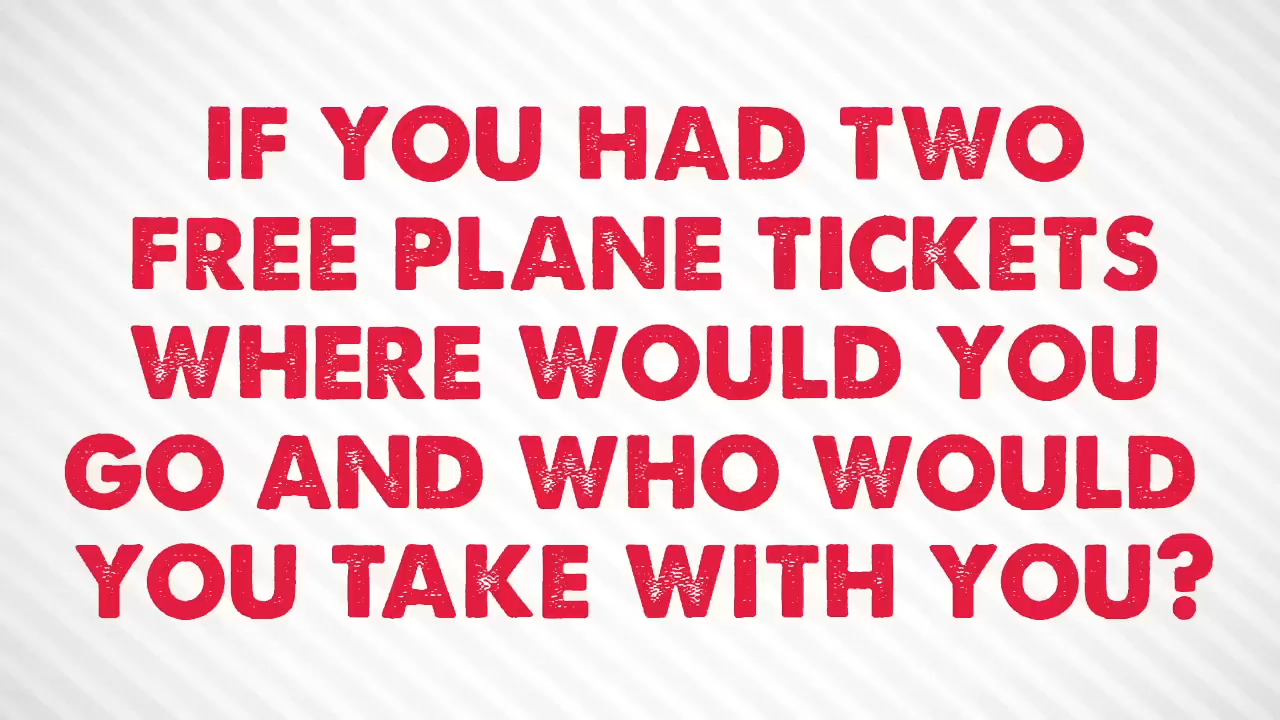 IF YOU HAD TWO
FREE PLANE TICKETS
WHERE WOULD YOU
GO AND WHO WOULD
YOU TAKE WITH YOU?